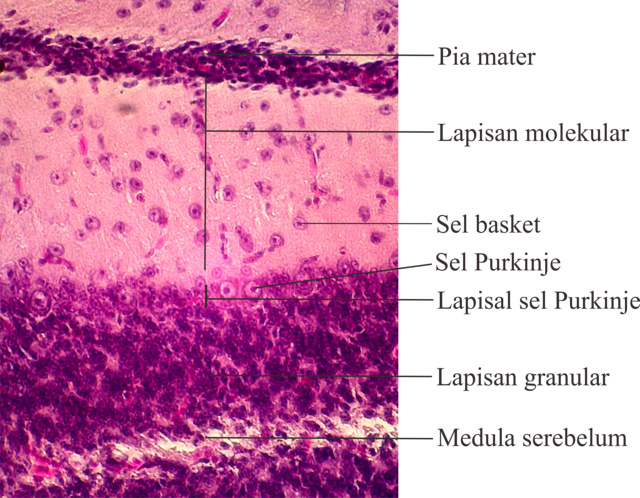 Pia mater
Lapisan molekular
Sel basket
Sel Purkinje
Lapisal sel Purkinje
Lapisan granular
Medula serebelum